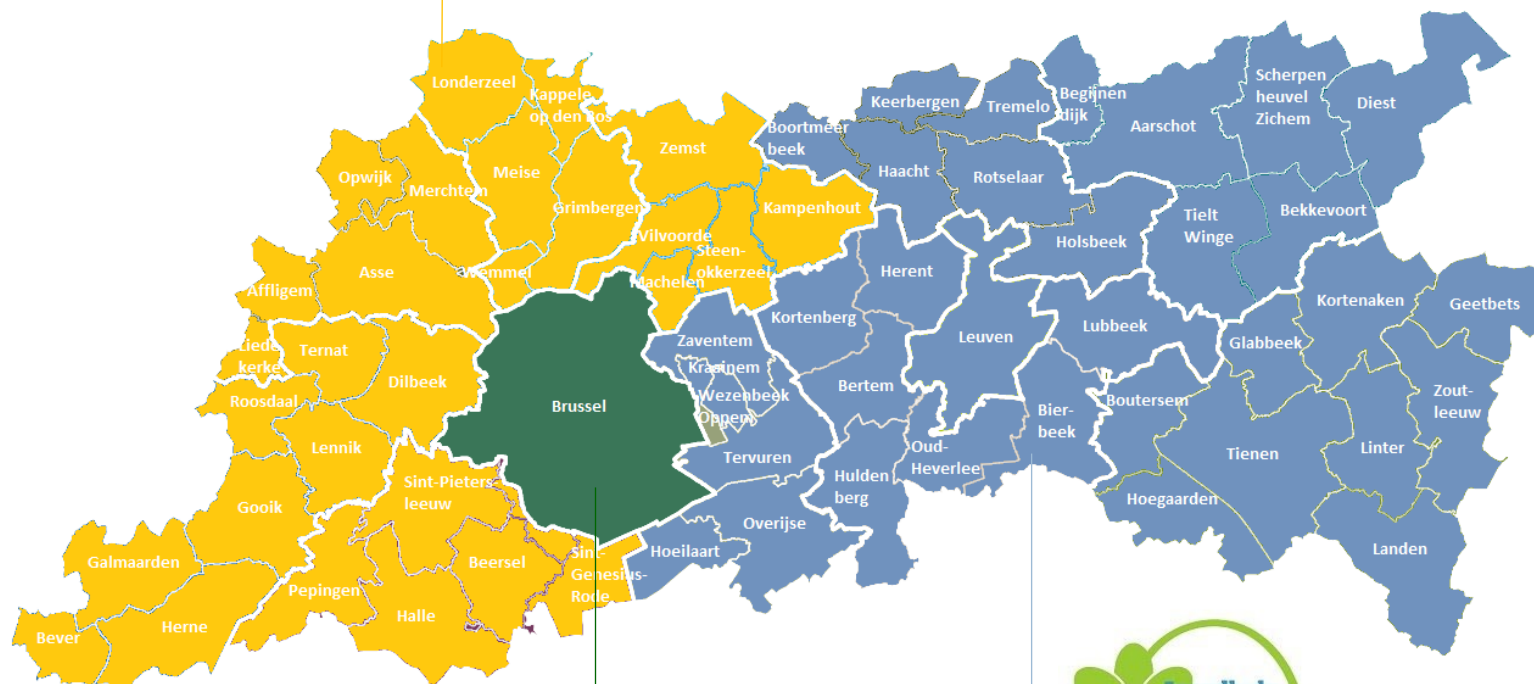 Londerzeel
Kappele
op den Bos
Opwijk
Merchtem
Meise
Grimbergen
Zemst
Vilvoorde
Steen-
okkerzeel
Machelen
Kampenhout
Affligem
Asse
Wemmel
Liede
kerke
Ternat
Dilbeek
Roosdaal
Lennik
Gooik
Sint-Pieters
leeuw
Galmaarden
Pepingen
Halle
Beersel
Sint-
Genesius-
Rode
Bever
Herne
Brussel
Boortmeer
beek
Keerbergen
Tremelo
Begijnen
dijk
Aarschot
Scherpen
heuvel
Zichem
Diest
Haacht
Rotselaar
Holsbeek
Tielt
Winge
Bekkevoort
Herent
Kortenberg
Leuven
Lubbeek
Glabbeek
Kortenaken
Geetbets
Zaventem
Krasinem
Wezenbeek
Oppem
Tervuren
Bertem
Hulden
berg
Oud-
Heverlee
Bier-
beek
Boutersem
Tienen
Linter
Zout-
leeuw
Hoegaarden
Landen
Hoeilaart
Overijse